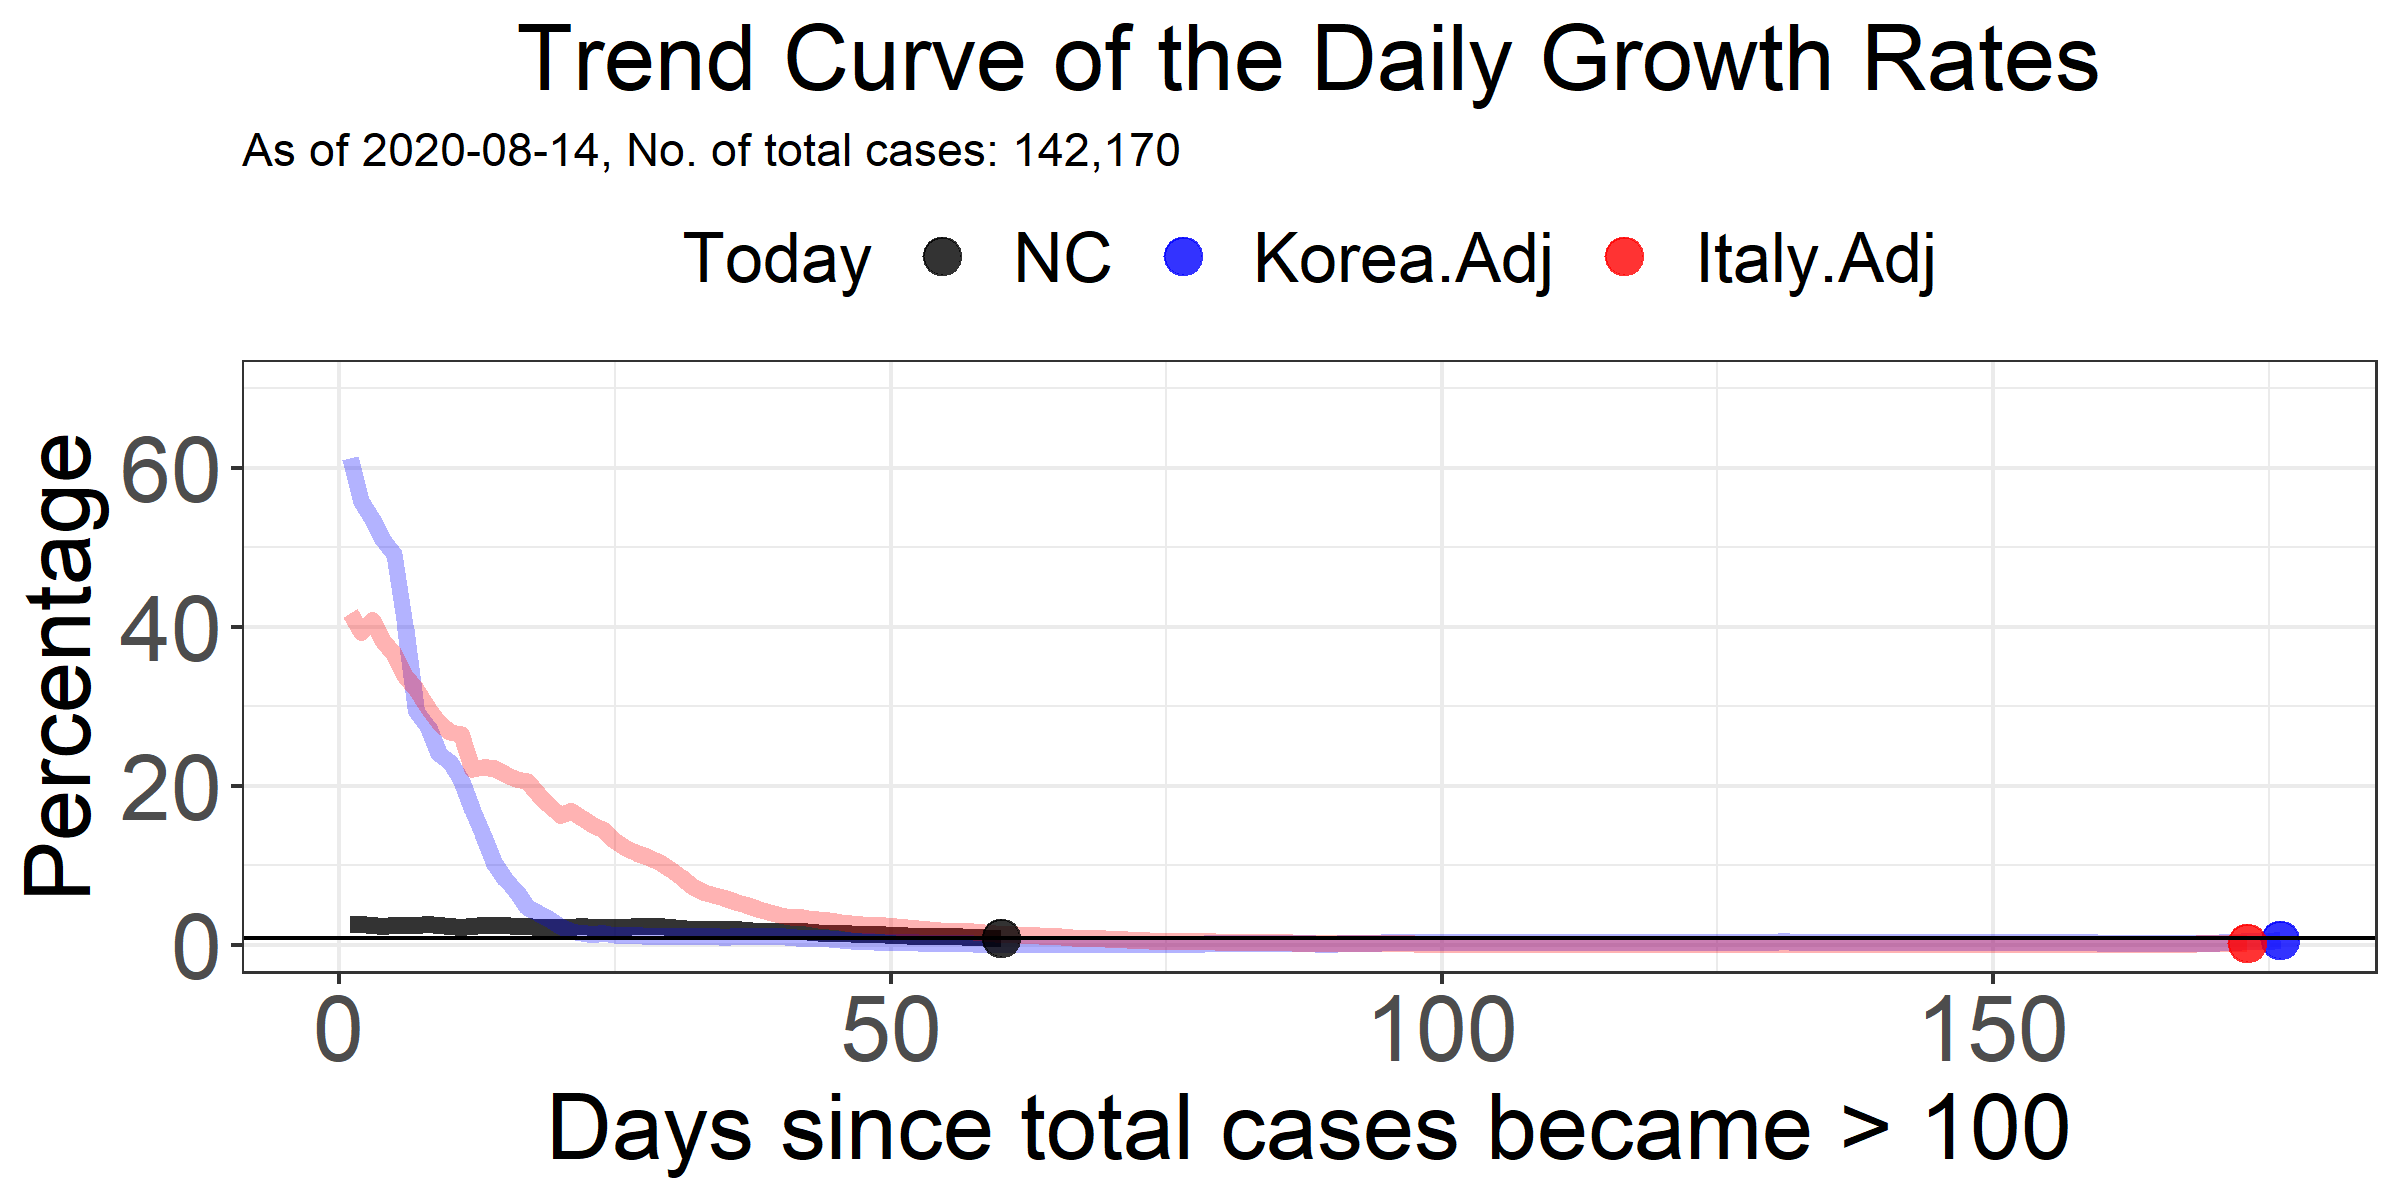 Trend Curve of the Daily Growth Rates
As of 2020-08-14, No. of total cases: 142,170
Today NC Korea.Adj Italy.Adj
Percentage
60
40
20
0
0 50 100 150
Days since total cases became > 100